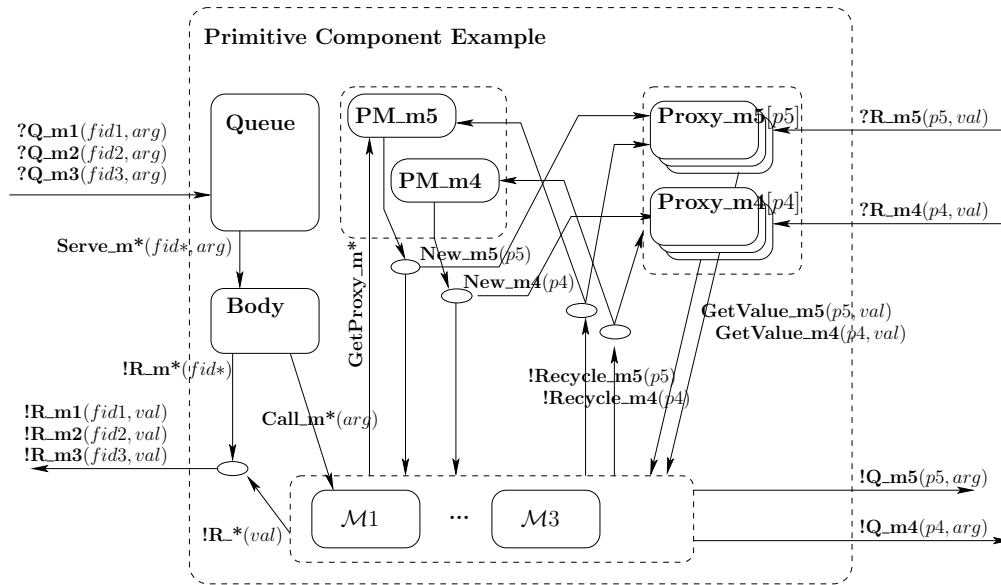 Primitive Component Example
Queue
PM_m5
PM_m4
Proxy_m5[p5]
Proxy_m4[p4]
?Q_m1(fid1, arg)
?Q_m2(fid2, arg)
?Q_m3(fid3, arg)
?R_m5(p5, val)
?R_m4(p4, val)
Serve_m*(fid*, arg)
New_m5(p5)
New_m4(p4)
GetProxy_m*
Body
GetValue_m5(p5, val)
GetValue_m4(p4, val)
!R_m*(fid*)
!Recycle_m5(p5)
!Recycle_m4(p4)
Call_m*(arg)
!R_m1(fid1, val)
!R_m2(fid2, val)
!R_m3(fid3, val)
!R_*(val)
M1
...
M3
!Q_m5(p5, arg)
!Q_m4(p4, arg)